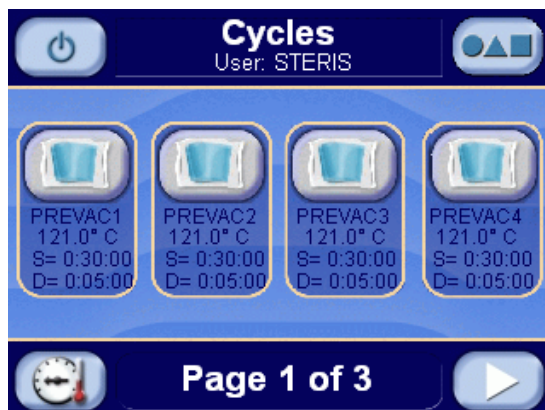 Cycles
User: STERIS
PREVAC1
121.0° C
S= 0:30:00
D= 0:05:00
PREVAC2
121.0° C
S= 0:30:00
D= 0:05:00
PREVAC3
121.0° C
S= 0:30:00
D= 0:05:00
PREVAC4
121.0° C
S= 0:30:00
D= 0:05:00
Page 1 of 3